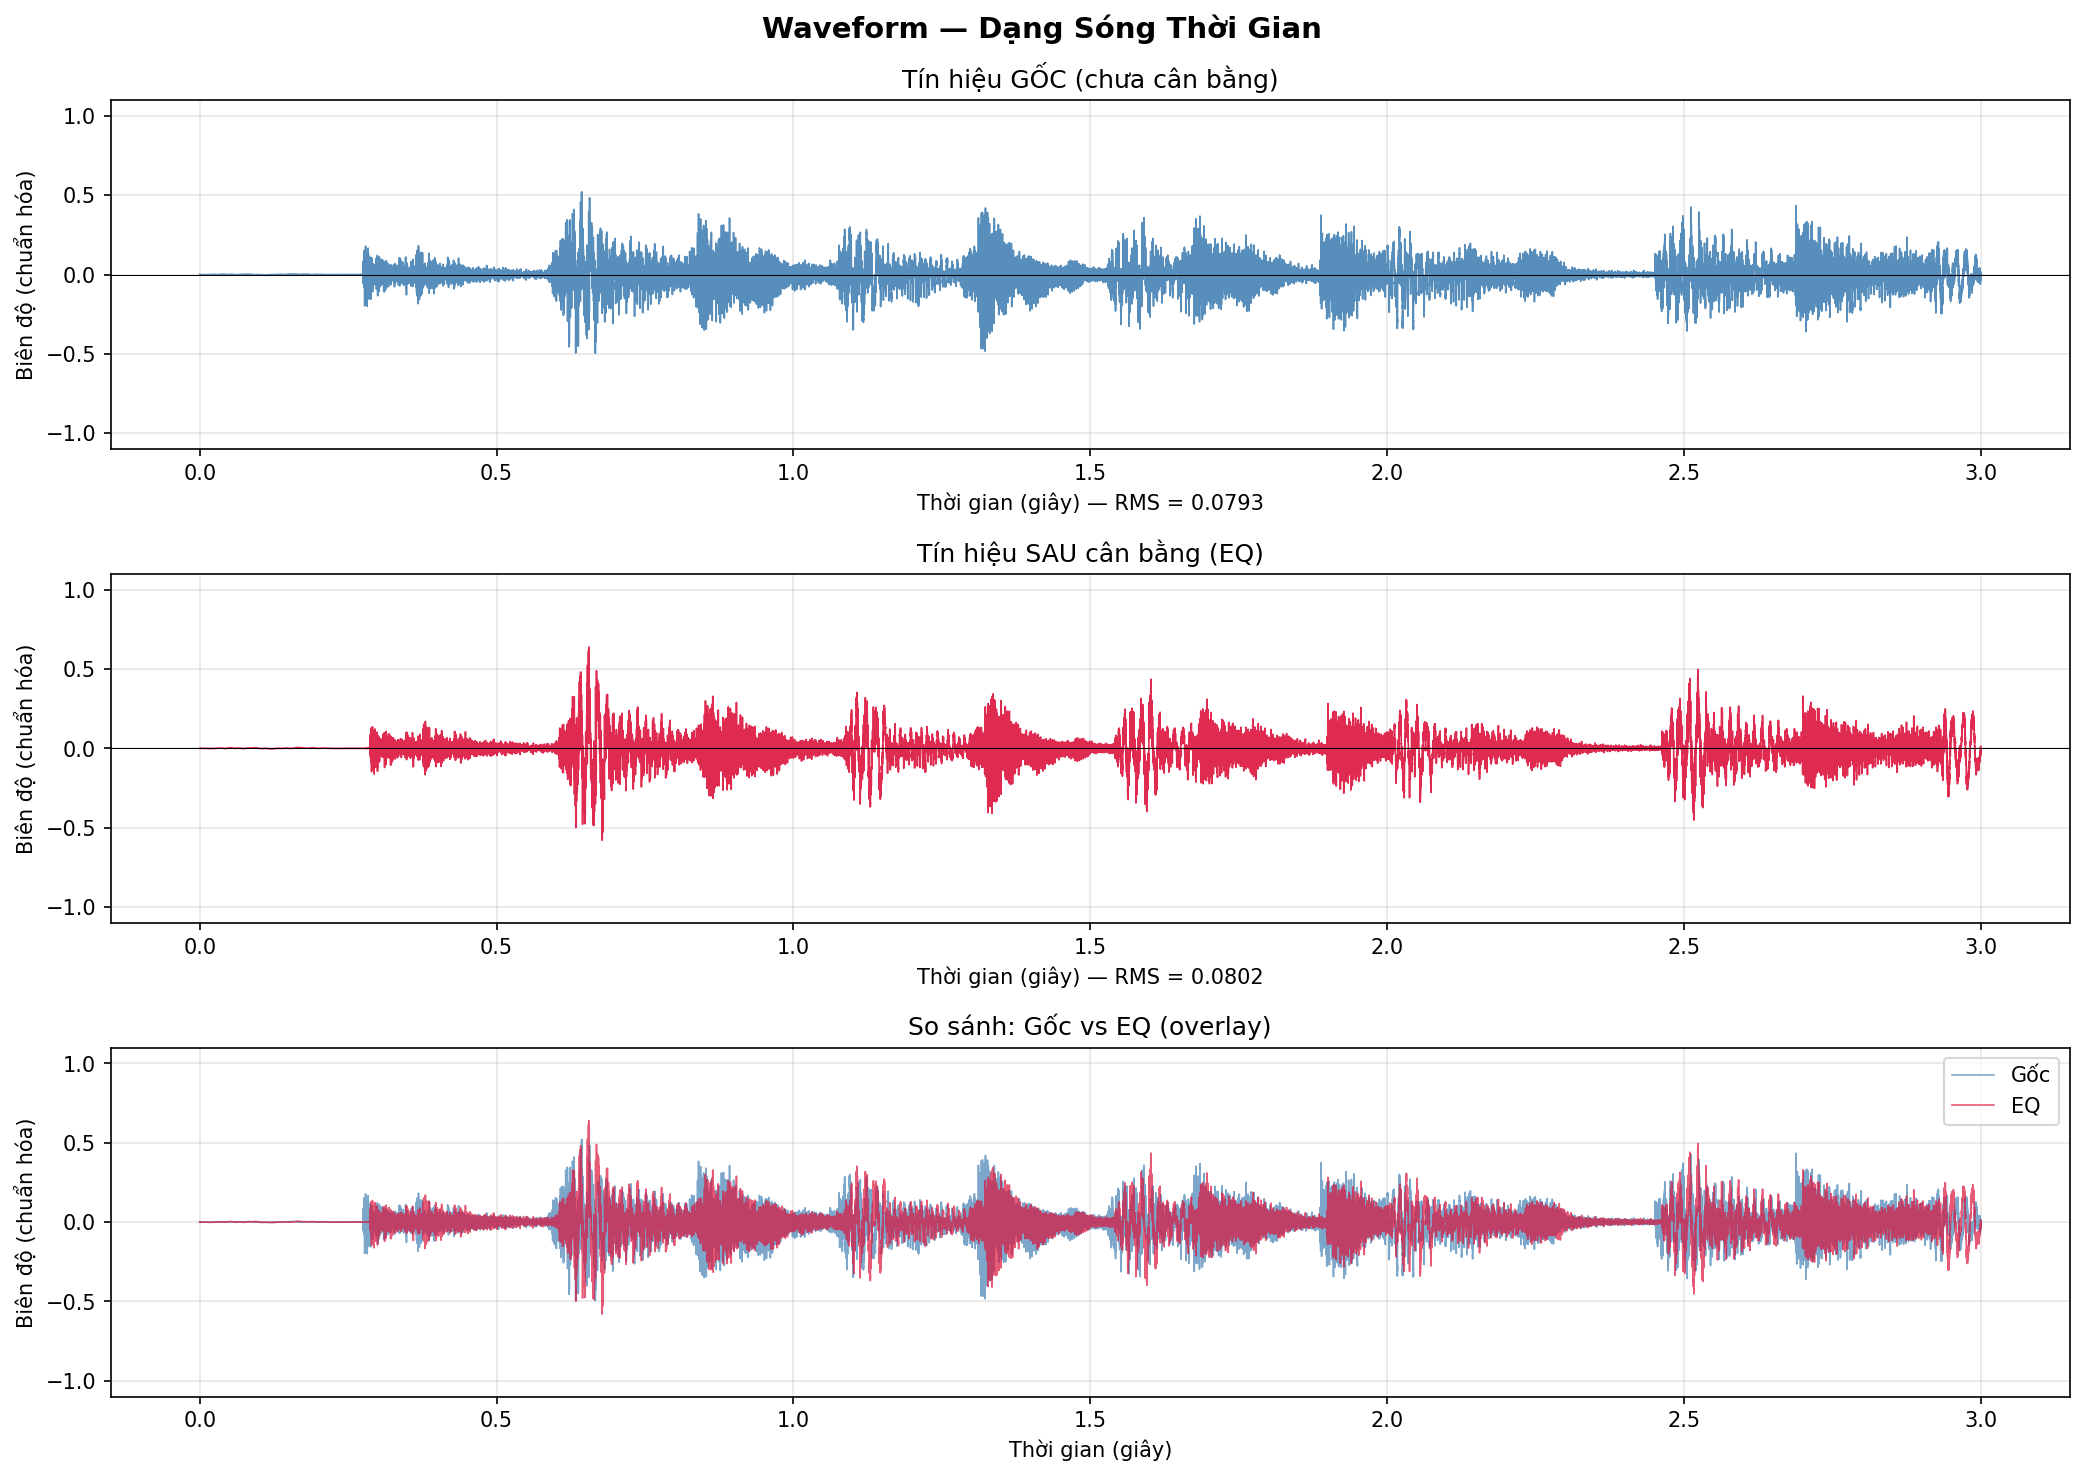 Waveform — Dạng Sóng Thời Gian
Tín hiệu GỐC (chưa cân bằng)
Biên độ (chuẩn hóa)
1.0
0.5
0.0
−0.5
−1.0
0.0 0.5 1.0 1.5 2.0 2.5 3.0
Thời gian (giây) — RMS = 0.0793
Tín hiệu SAU cân bằng (EQ)
Biên độ (chuẩn hóa)
1.0
0.5
0.0
−0.5
−1.0
0.0 0.5 1.0 1.5 2.0 2.5 3.0
Thời gian (giây) — RMS = 0.0802
So sánh: Gốc vs EQ (overlay)
Biên độ (chuẩn hóa)
1.0
0.5
0.0
−0.5
−1.0
Gốc
EQ
0.0 0.5 1.0 1.5 2.0 2.5 3.0
Thời gian (giây)